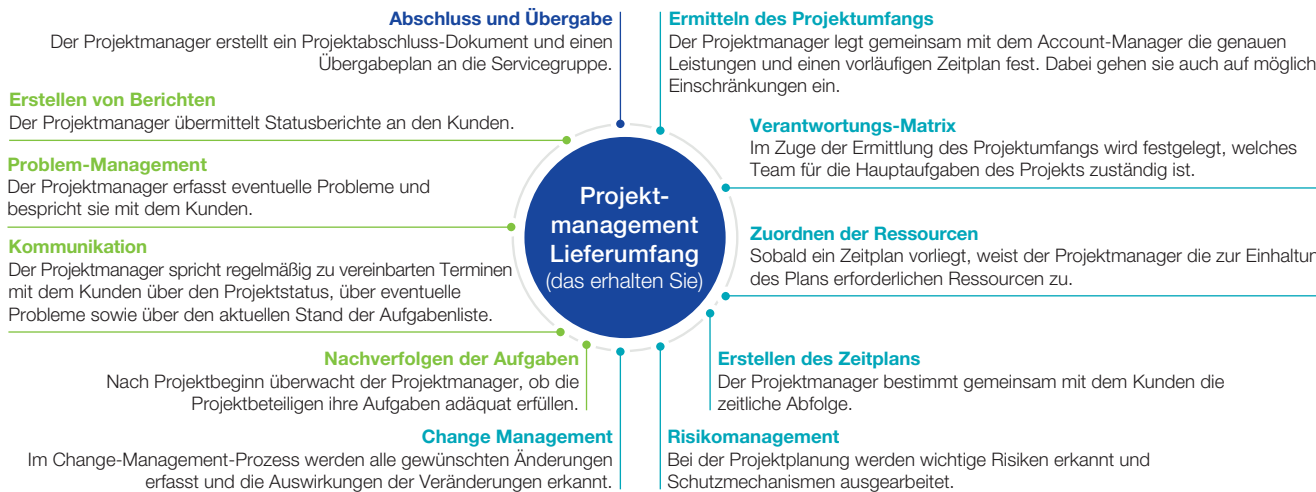 Abschluss und Übergabe
Der Projektmanager erstellt ein Projektabschluss-Dokument und einen
Übergabeplan an die Servicegruppe.
Erstellen von Berichten
Der Projektmanager übermittelt Statusberichte an den Kunden.
Problem-Management
Der Projektmanager erfasst eventuelle Probleme und
bespricht sie mit dem Kunden.
Kommunikation
Der Projektmanager spricht regelmäßig zu vereinbarten Terminen
mit dem Kunden über den Projektstatus, über eventuelle
Probleme sowie über den aktuellen Stand der Aufgabenliste.
Nachverfolgen der Aufgaben
Nach Projektbeginn überwacht der Projektmanager, ob die
Projektbeteiligen ihre Aufgaben adäquat erfüllen.
Change Management
Im Change-Management-Prozess werden alle gewünschten Änderungen
erfasst und die Auswirkungen der Veränderungen erkannt.
Projekt-
management
Lieferumfang
(das erhalten Sie)
Ermitteln des Projektumfangs
Der Projektmanager legt gemeinsam mit dem Account-Manager die genauen
Leistungen und einen vorläufigen Zeitplan fest. Dabei gehen sie auch auf möglich
Einschränkungen ein.
Verantwortungs-Matrix
Im Zuge der Ermittlung des Projektumfangs wird festgelegt, welches
Team für die Hauptaufgaben des Projekts zuständig ist.
Zuordnen der Ressourcen
Sobald ein Zeitplan vorliegt, weist der Projektmanager die zur Einhaltun
des Plans erforderlichen Ressourcen zu.
Erstellen des Zeitplans
Der Projektmanager bestimmt gemeinsam mit dem Kunden die
zeitliche Abfolge.
Risikomanagement
Bei der Projektplanung werden wichtige Risiken erkannt und
Schutzmechanismen ausgearbeitet.